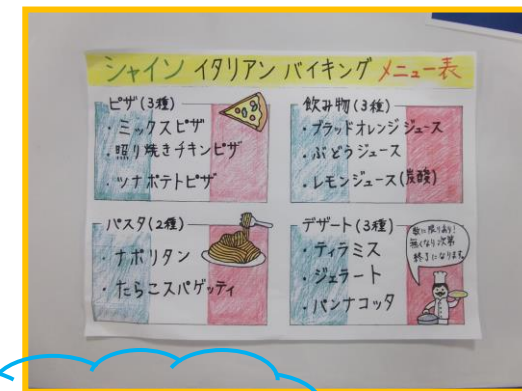 シャイン イタリアン バイキング メニュー表
ピザ(3種)
・ミックスピザ
・照り焼きチキンピザ
・ツナポテトピザ
飲み物(3種)
・ブラッドオレンジジュース
・ぶどうジュース
・レモンジュース(炭酸)
パスタ(2種)
・ナポリタン
・たらこスパゲッティ
デザート(3種)
・ティラミス
・ジェラート
・パンナコッタ
数に限りあり!
無くなり次第
終了になります